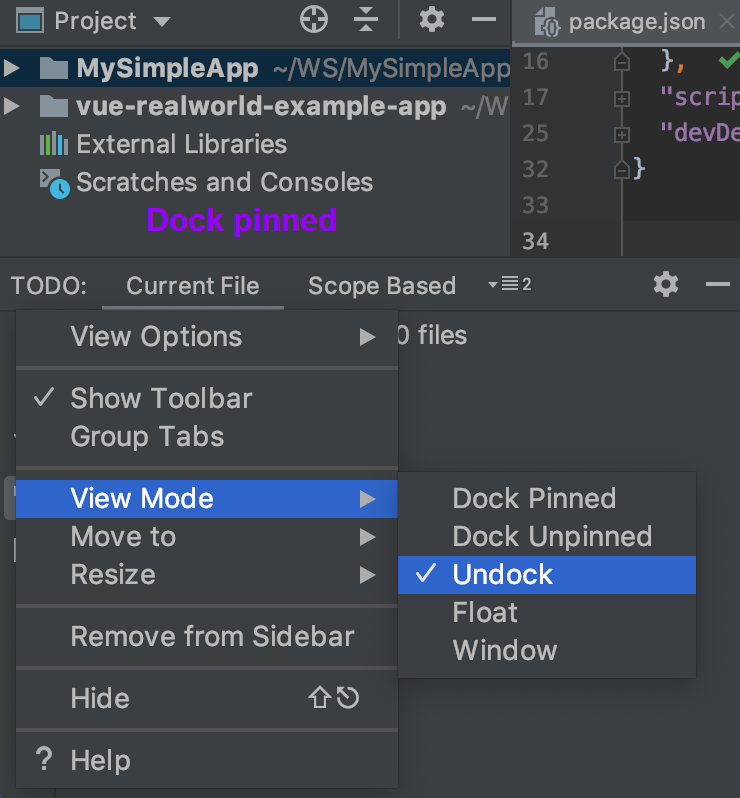 Project
package.json
MySimpleApp ~/WS/MySimpleApp
16 },
vue-realworld-example-app ~/W
17 "scrip
External Libraries
25 "devDe
Scratches and Consoles
32 }
Dock pinned
33
34
TODO: Current File Scope Based 2
View Options
0 files
Show Toolbar
Group Tabs
View Mode
Dock Pinned
Move to
Dock Unpinned
Resize
Undock
Float
Remove from Sidebar
Window
Hide
? Help